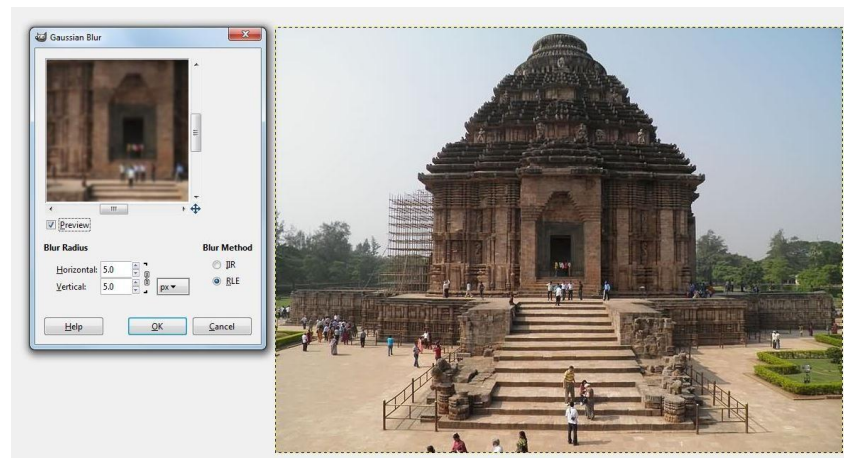 Gaussian Blur
Preview
Blur Radius
Blur Method
Horizontal: 5.0
IIR
Vertical: 5.0
px
RLE
Help
OK
Cancel